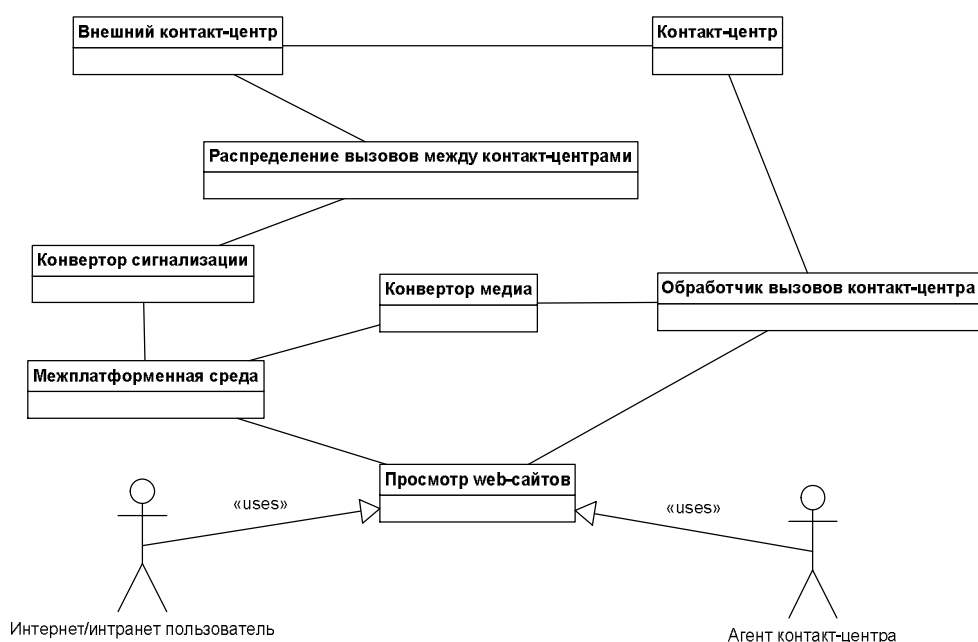 Внешний контакт-центр
Контакт-центр
Распределение вызовов между контакт-центрами
Конвертор сигнализации
Конвертор медиа
Обработчик вызовов контакт-центра
Межплатформенная среда
Просмотр web-сайтов
«uses»
«uses»
Интернет/интранет пользователь
Агент контакт-центра